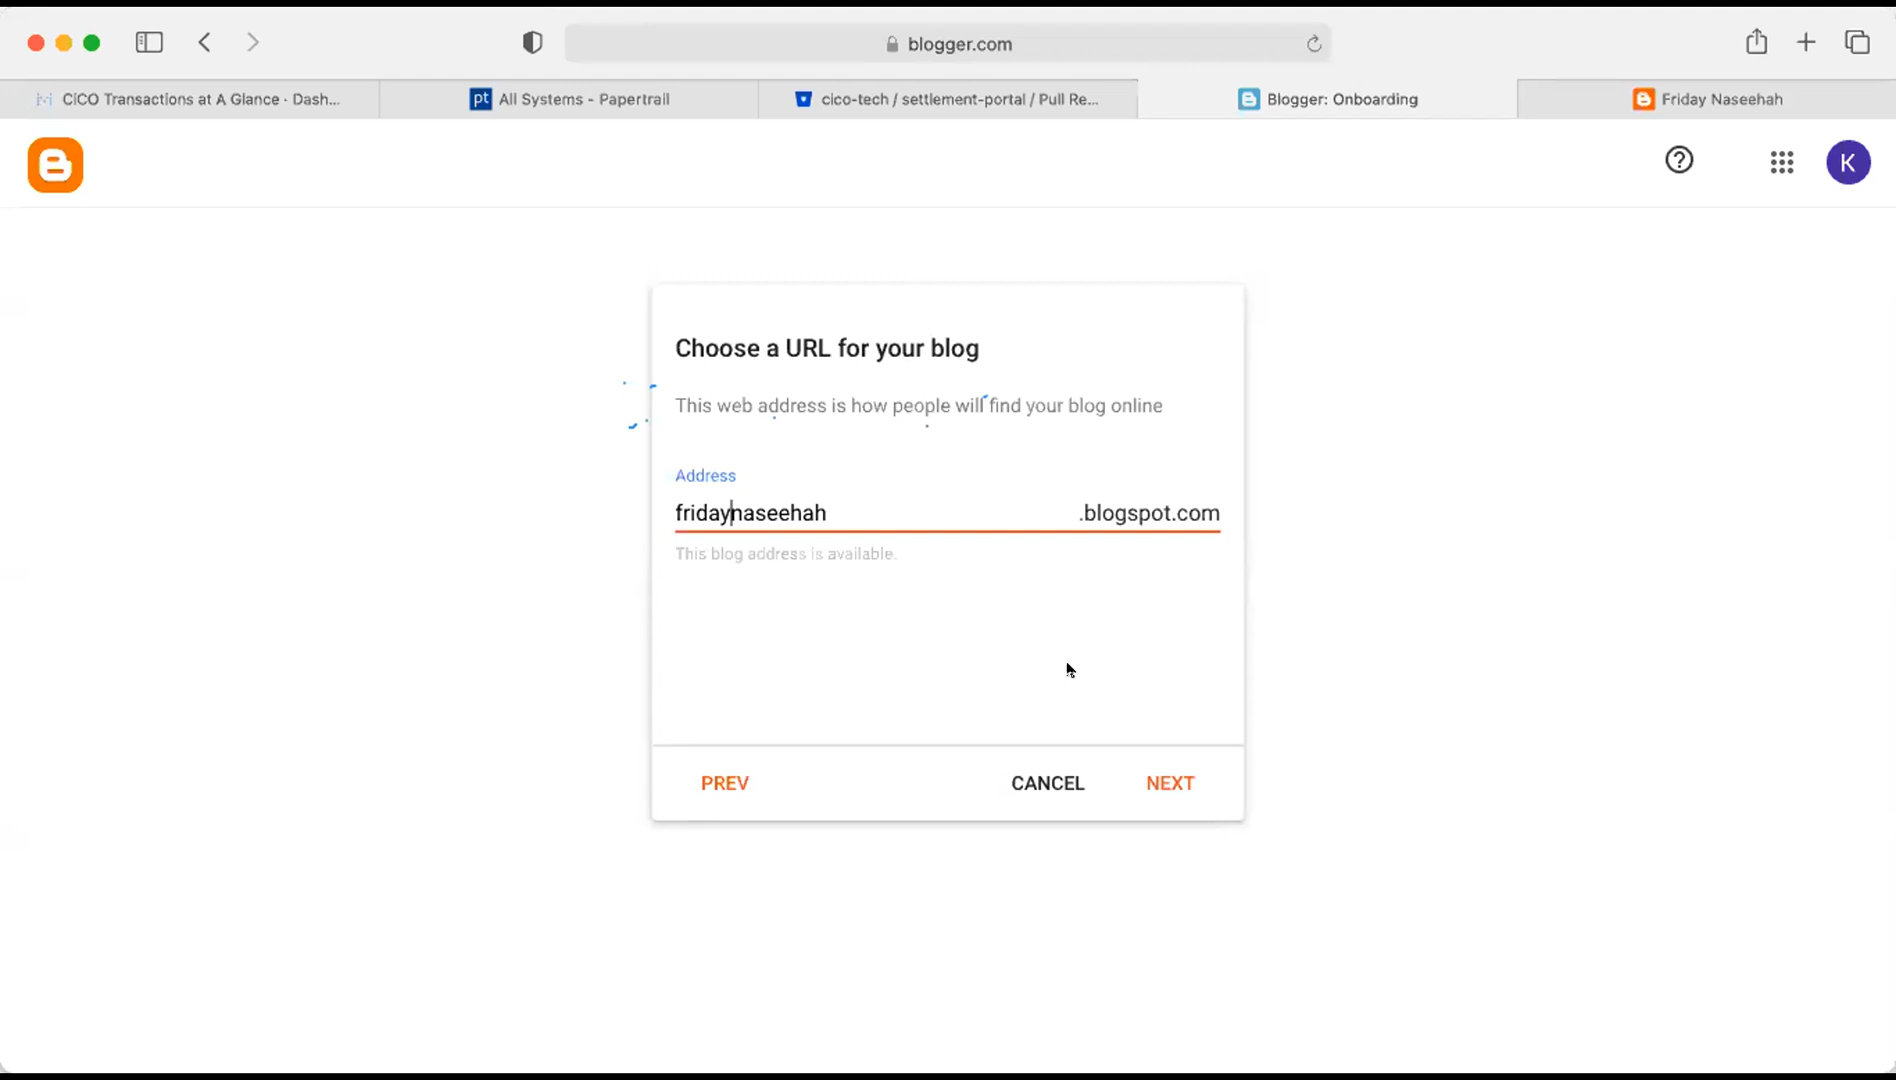 blogger.com
CiCO Transactions at A Glance · Dash...
pt All Systems - Papertrail
cico-tech / settlement-portal / Pull Re...
Blogger: Onboarding
Friday Naseehah
K
Choose a URL for your blog
This web address is how people will find your blog online
Address
fridaynaseehah .blogspot.com
This blog address is available.
PREV CANCEL NEXT